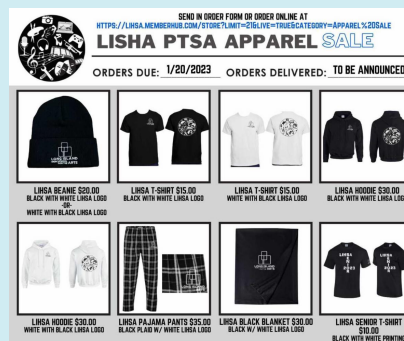 SEND IN ORDER FORM OR ORDER ONLINE AT
HTTPS://LIHSA.MEMBERHUB.COM/STORE?LIMIT=21&LIVE=TRUE&CATEGORY=APPAREL%20SALE
LISHA PTSA APPAREL SALE
ORDERS DUE: 1/20/2023 ORDERS DELIVERED: TO BE ANNOUNCED
LONG ISLAND
LIHSA BEANIE $20.00
BLACK WITH WHITE LIHSA LOGO
-OR-
WHITE WITH BLACK LIHSA LOGO
LIHSA T-SHIRT $15.00
BLACK WITH WHITE LIHSA LOGO
LIHSA T-SHIRT $15.00
WHITE WITH BLACK LIHSA LOGO
LIHSA HOODIE $30.00
BLACK WITH WHITE LIHSA LOGO
LIHSA HOODIE $30.00
WHITE WITH BLACK LIHSA LOGO
LIHSA PAJAMA PANTS $35.00
BLACK PLAID W/ WHITE LIHSA LOGO
LIHSA BLACK BLANKET $30.00
BLACK W/ WHITE LIHSA LOGO
LIHSA SENIOR T-SHIRT
$10.00
BLACK WITH WHITE PRINTING